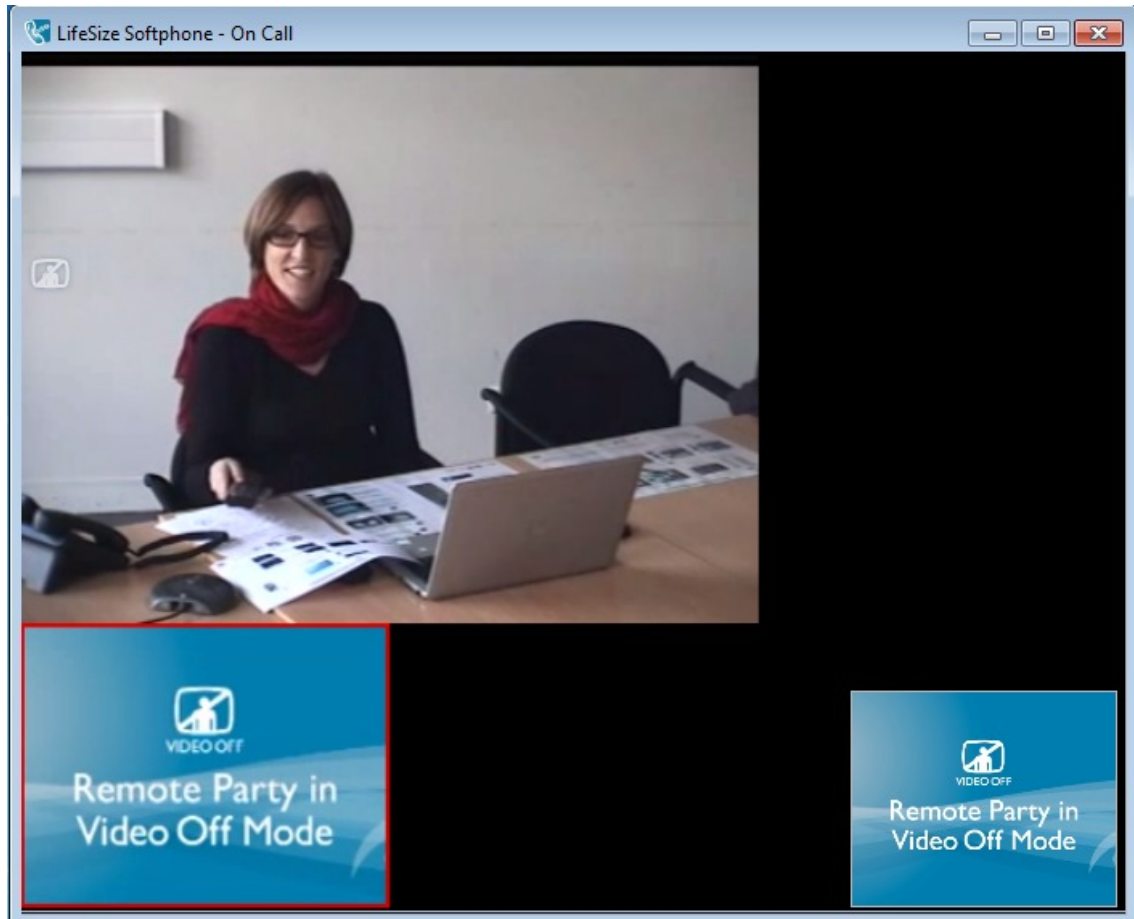 LifeSize Softphone - On Call
VIDEO OFF
Remote Party in
Video Off Mode
VIDEO OFF
Remote Party in
Video Off Mode